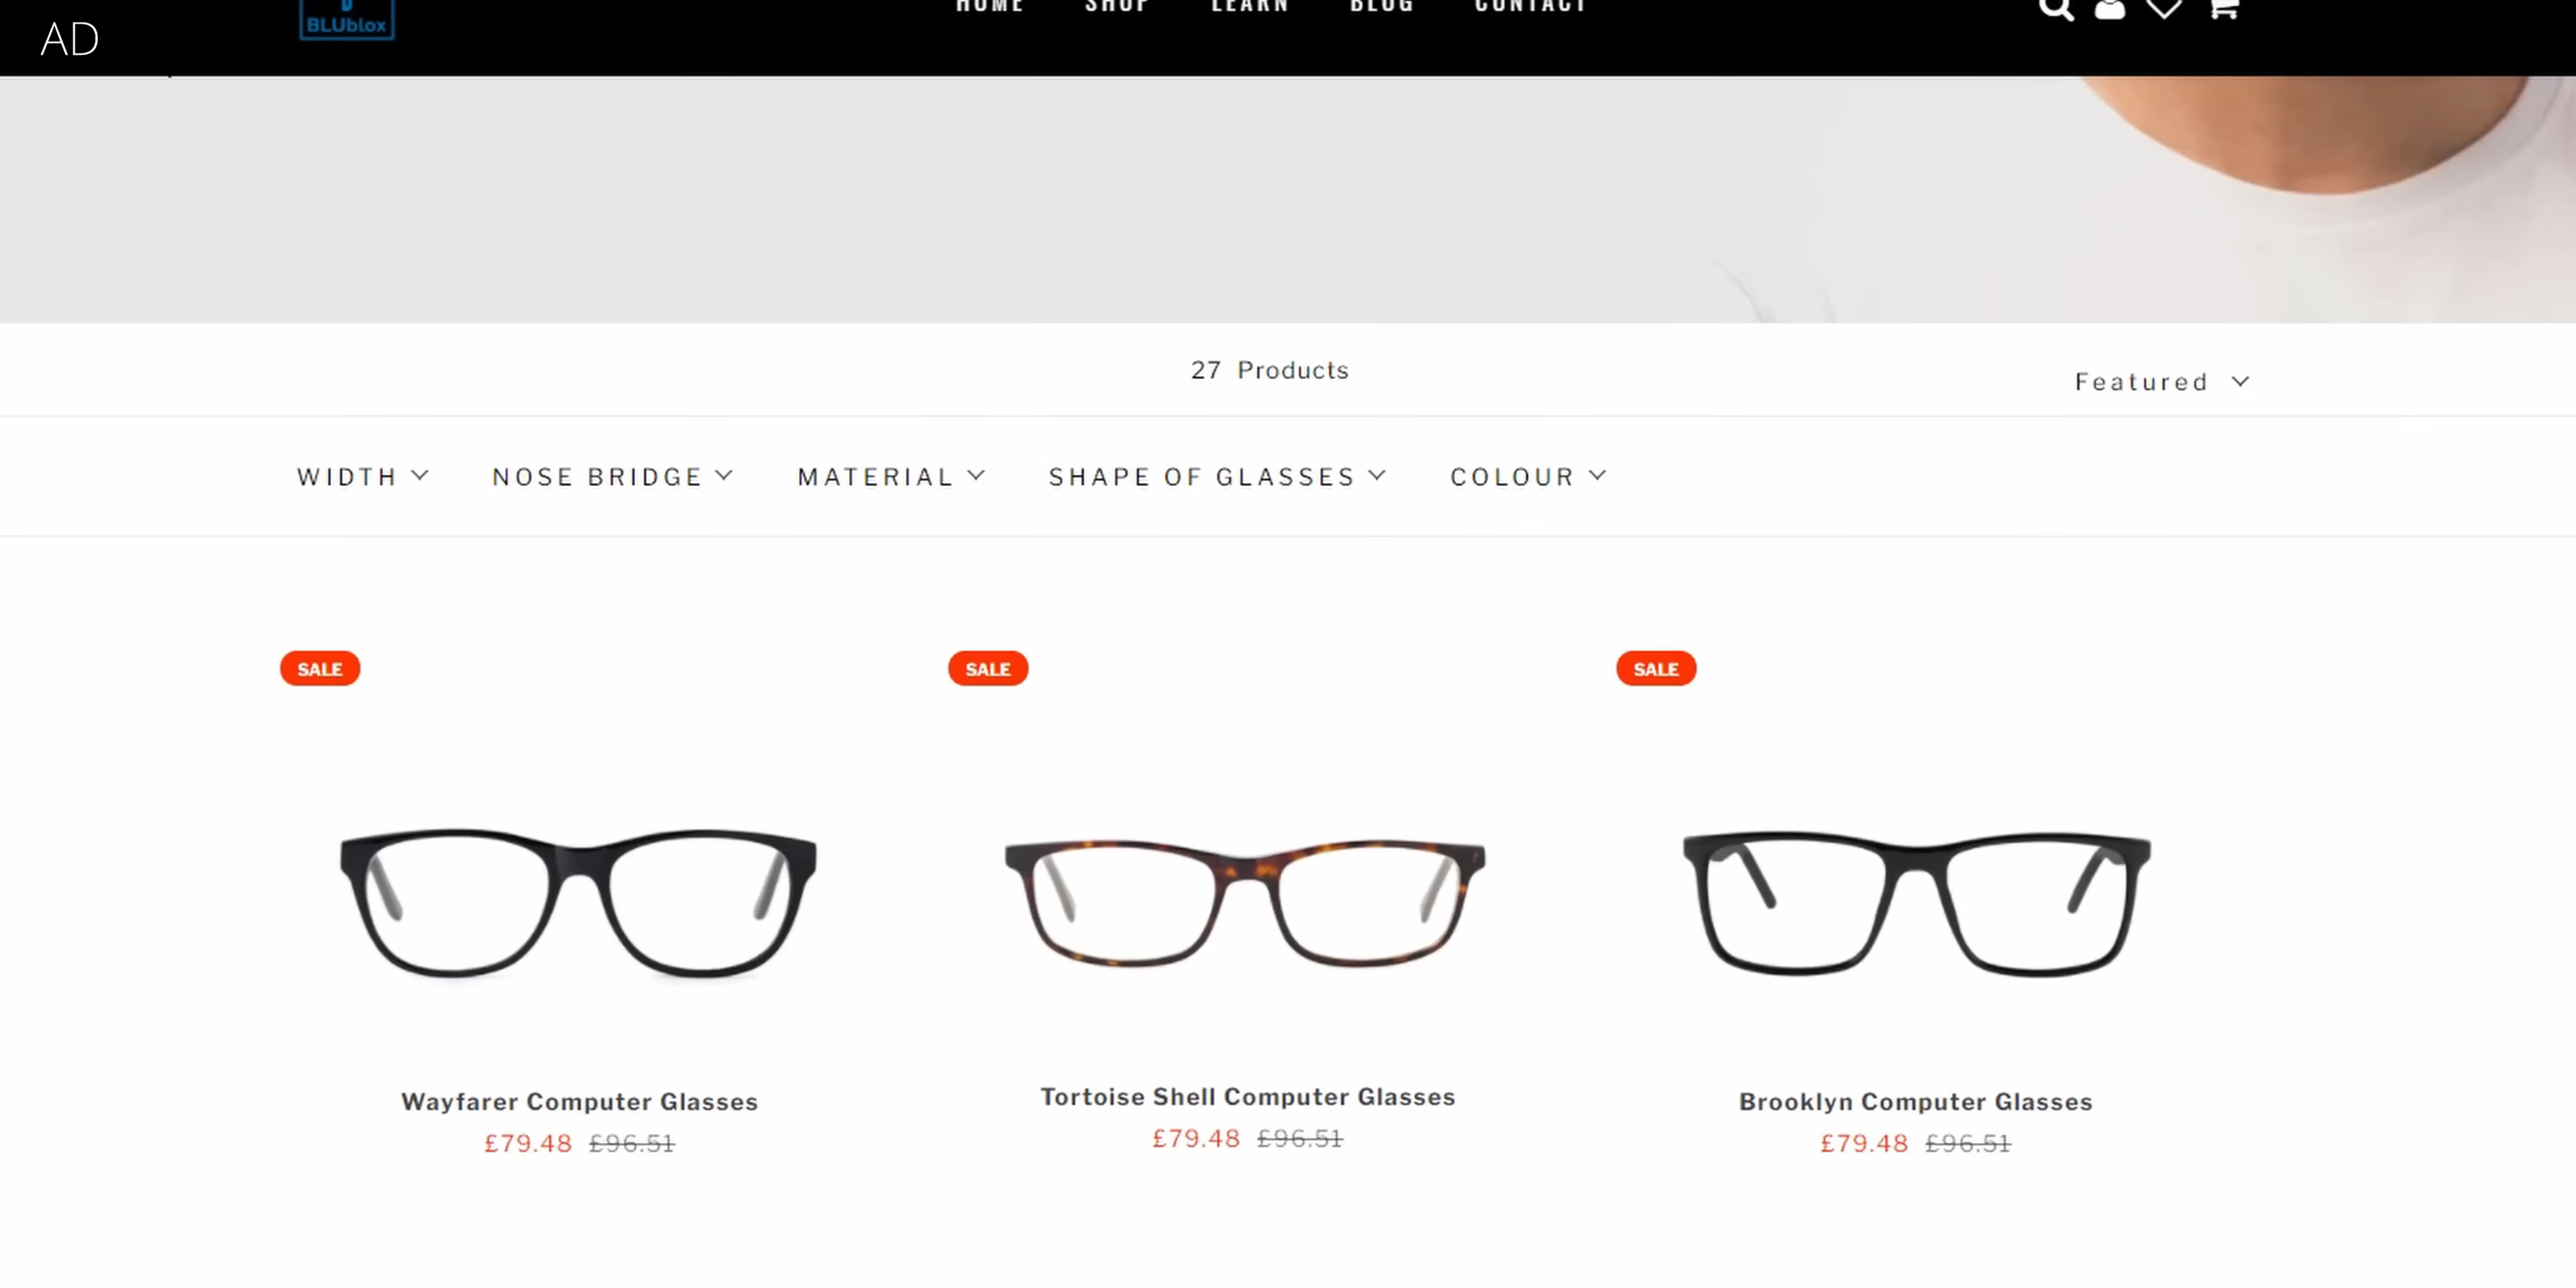 AD
BLUblox
HOME SHOP LEARN BLOG CONTACT
27 Products
Featured
WIDTH NOSE BRIDGE MATERIAL SHAPE OF GLASSES COLOUR
SALE SALE SALE
Wayfarer Computer Glasses
£79.48 £96.51
Tortoise Shell Computer Glasses
£79.48 £96.51
Brooklyn Computer Glasses
£79.48 £96.51